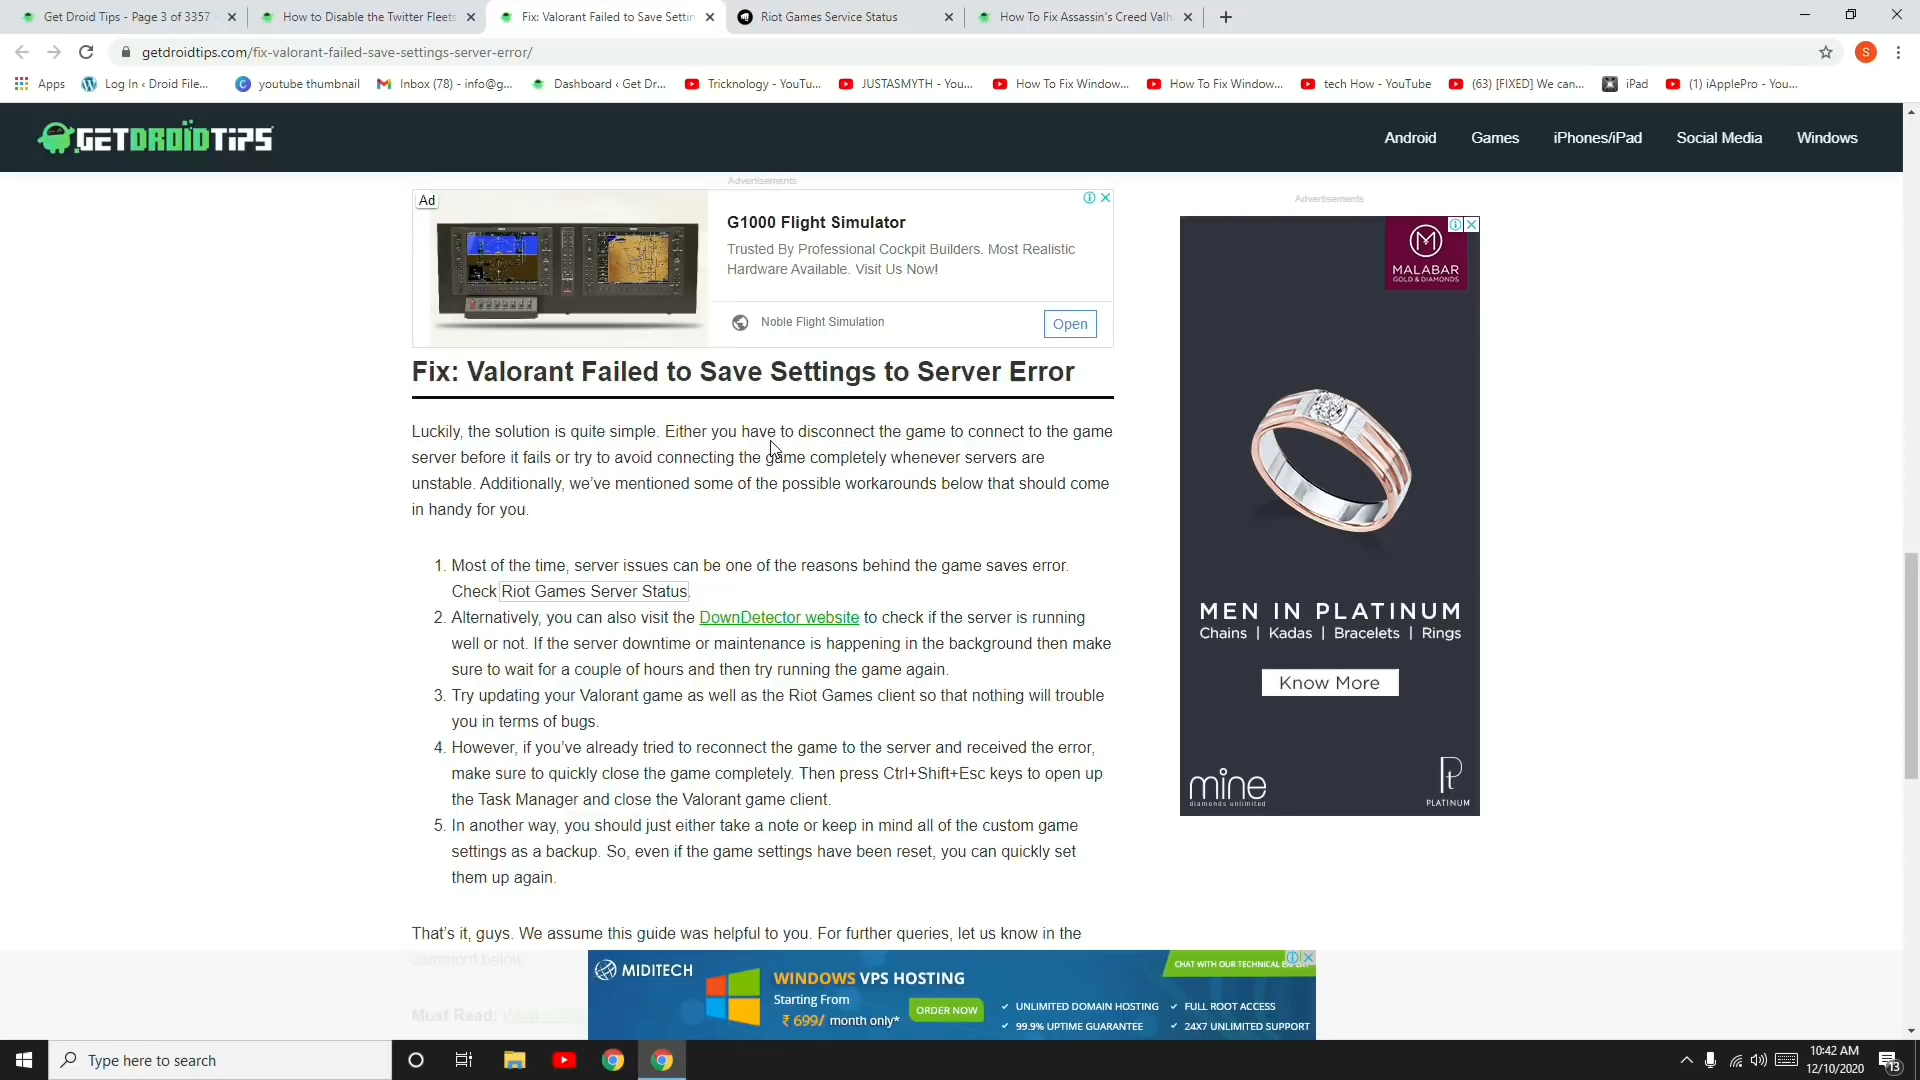 Get Droid Tips - Page 3 of 3357 -
How to Disable the Twitter Fleets
Fix: Valorant Failed to Save Settin
Riot Games Service Status
How To Fix Assassin's Creed Valh
getdroidtips.com/fix-valorant-failed-save-settings-server-error/
S
Apps
Log In ‹ Droid File...
youtube thumbnail
Inbox (78) - info@g...
Dashboard ‹ Get Dr...
Tricknology - YouTu...
JUSTASMYTH - You...
How To Fix Window...
How To Fix Window...
tech How - YouTube
(63) [FIXED] We can...
iPad
(1) iApplePro - You...
GETDROIDTIPS
Android
Games
iPhones/iPad
Social Media
Windows
Advertisements
Ad
G1000 Flight Simulator
Trusted By Professional Cockpit Builders. Most Realistic
Hardware Available. Visit Us Now!
Noble Flight Simulation
Open
Fix: Valorant Failed to Save Settings to Server Error
Luckily, the solution is quite simple. Either you have to disconnect the game to connect to the game
server before it fails or try to avoid connecting the game completely whenever servers are
unstable. Additionally, we've mentioned some of the possible workarounds below that should come
in handy for you.
1. Most of the time, server issues can be one of the reasons behind the game saves error.
Check Riot Games Server Status.
2. Alternatively, you can also visit the DownDetector website to check if the server is running
well or not. If the server downtime or maintenance is happening in the background then make
sure to wait for a couple of hours and then try running the game again.
3. Try updating your Valorant game as well as the Riot Games client so that nothing will trouble
you in terms of bugs.
4. However, if you've already tried to reconnect the game to the server and received the error,
make sure to quickly close the game completely. Then press Ctrl+Shift+Esc keys to open up
the Task Manager and close the Valorant game client.
5. In another way, you should just either take a note or keep in mind all of the custom game
settings as a backup. So, even if the game settings have been reset, you can quickly set
them up again.
That's it, guys. We assume this guide was helpful to you. For further queries, let us know in the
comment below.
Must Read:
Advertisements
MALABAR
GOLD & DIAMONDS
MEN IN PLATINUM
Chains | Kadas | Bracelets | Rings
Know More
mine
diamonds unlimited
Pt
PLATINUM
MIDITECH
WINDOWS VPS HOSTING
Starting From
₹ 699/ month only*
ORDER NOW
CHAT WITH OUR TECHNICAL
✓ UNLIMITED DOMAIN HOSTING
✓ FULL ROOT ACCESS
✓ 99.9% UPTIME GUARANTEE
✓ 24X7 UNLIMITED SUPPORT
Type here to search
10:42 AM
12/10/2020
13